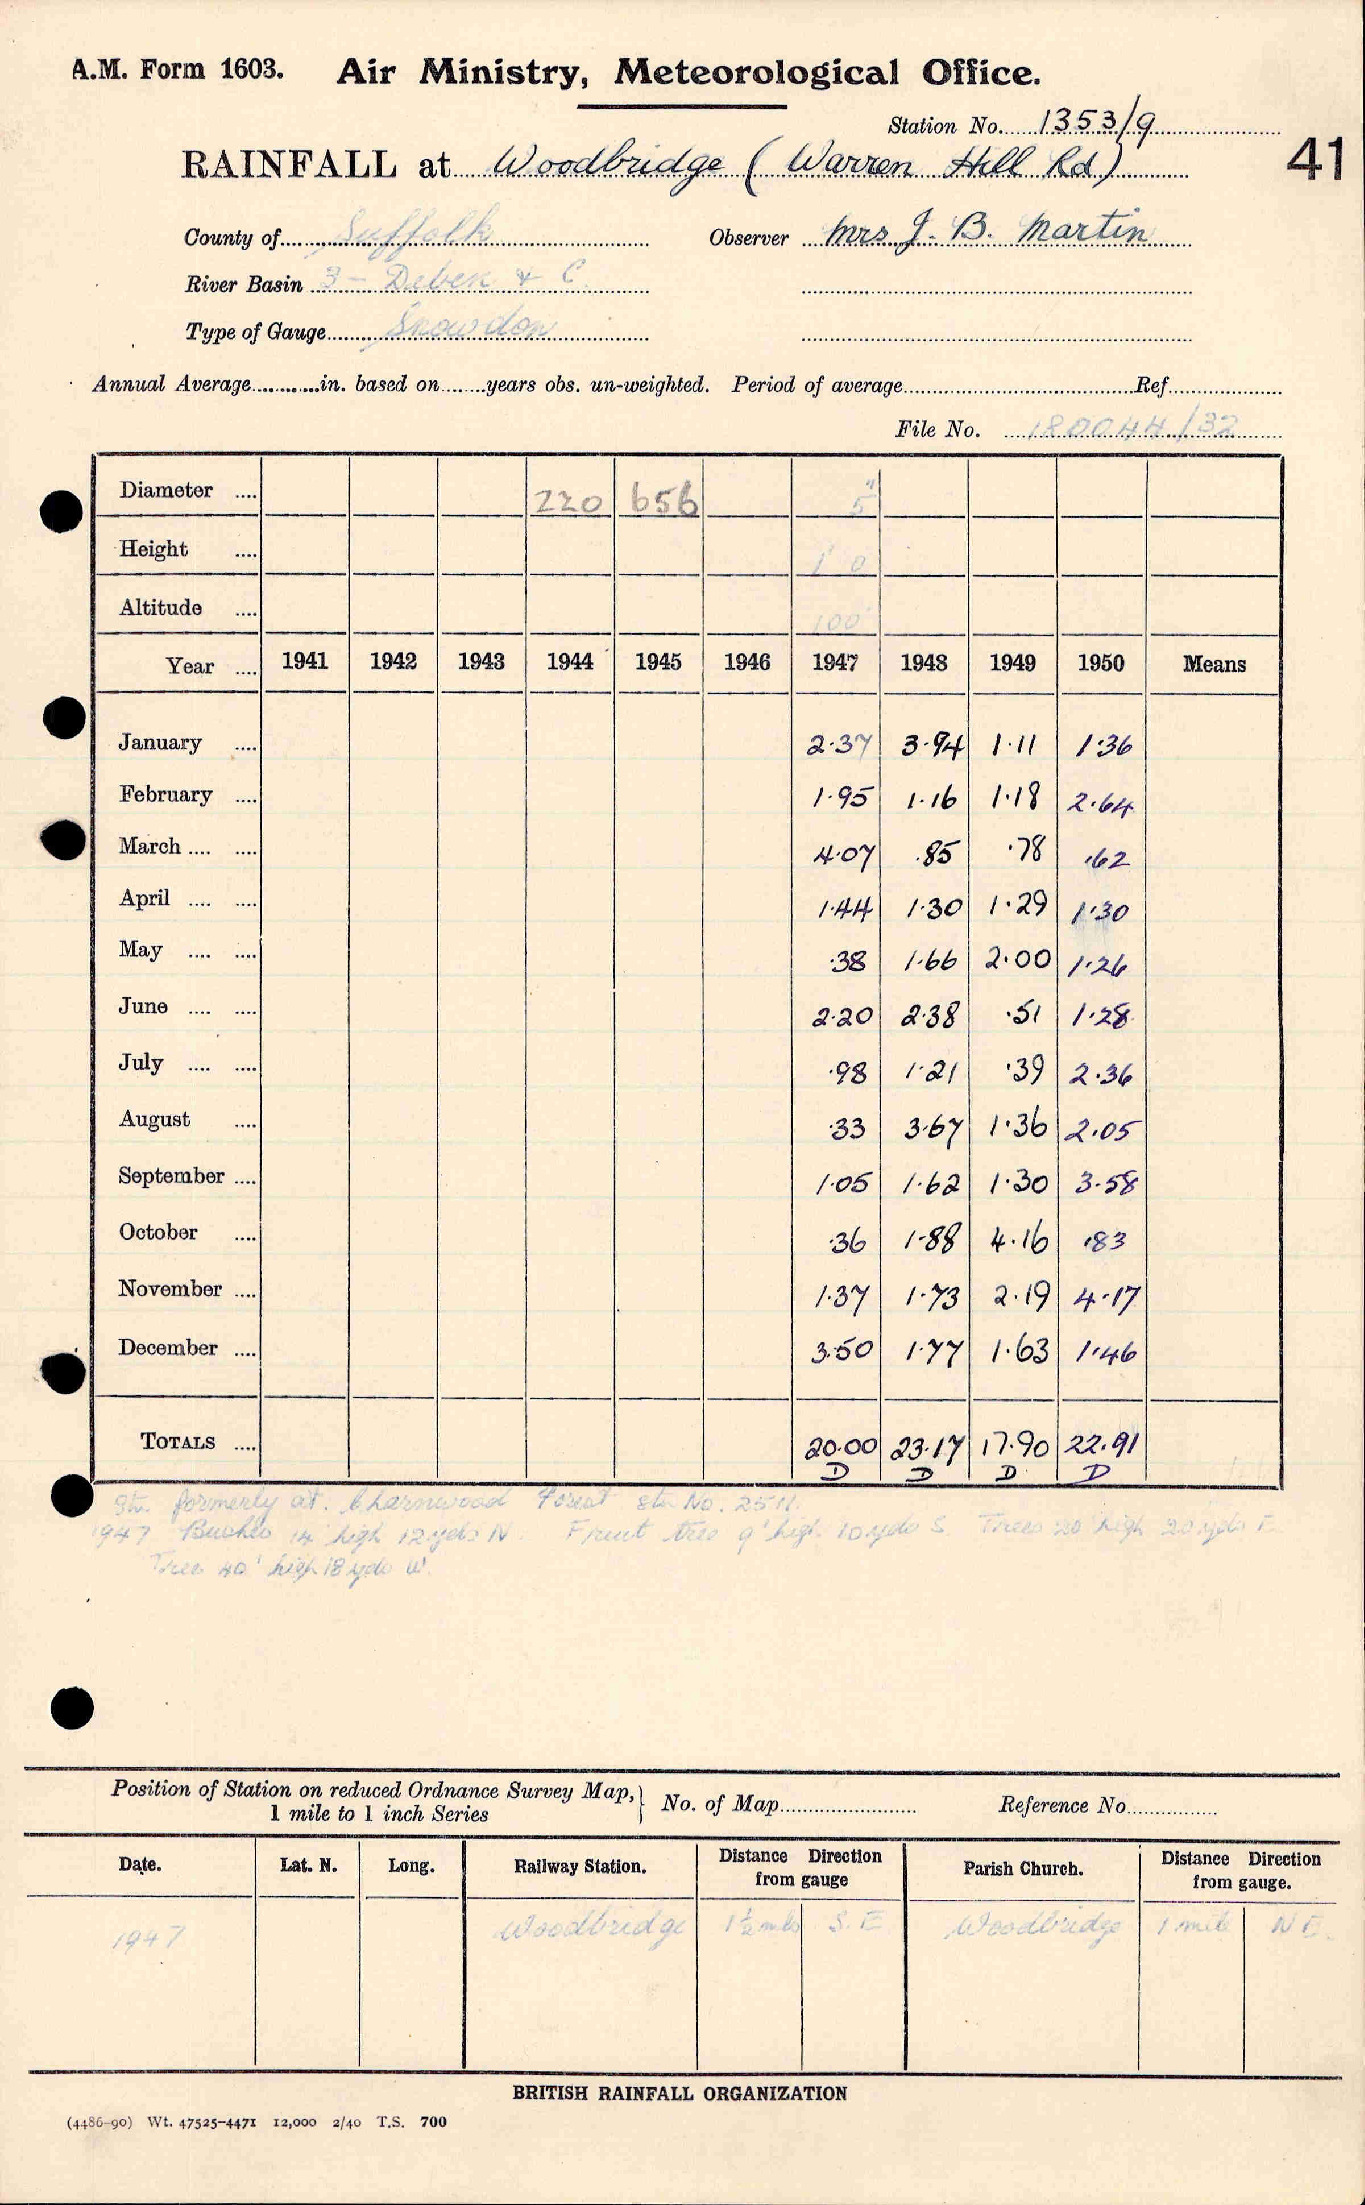 A.M. Form 1603. Air Ministry, Meteorological Office.
Station No. 1353/9
RAINFALL at Woodbridge (Warren Hill Rd) 41
County of Suffolk Observer Mrs J. B. Martin
River Basin 3 - Deben & C.
Type of Gauge Snowdon
Annual Average............in. based on.......years obs. un-weighted. Period of average..............................Ref..................
File No. 180044/32
Diameter .... 220 656 5"
Height .... 1' 0
Altitude .... 100'
Year .... 1941 1942 1943 1944 1945 1946 1947 1948 1949 1950 Means
January .... 2.37 3.94 1.11 1.36
February .... 1.95 1.16 1.18 2.64
March .... .... 4.07 .85 .78 .62
April .... .... 1.44 1.30 1.29 1.30
May .... .... .38 1.66 2.00 1.26
June .... .... 2.20 2.38 .51 1.28
July .... .... .98 1.21 .39 2.36
August .... .33 3.67 1.36 2.05
September .... 1.05 1.62 1.30 3.58
October .... .36 1.88 4.16 .83
November .... 1.37 1.73 2.19 4.17
December .... 3.50 1.77 1.63 1.46
TOTALS .... 20.00 23.17 17.90 22.91
D D D D
Stn. formerly at. Charnwood Forest Stn No. 2511.
1947 Bushes 14' high 12 yds N. Fruit tree 9' high 10 yds S Trees 20' high 20 yds E
Tree 40' high 18 yds W.
Position of Station on reduced Ordnance Survey Map, } No. of Map......................... Reference No.................
1 mile to 1 inch Series
Date. Lat. N. Long. Railway Station. Distance Direction from gauge Parish Church. Distance Direction from gauge.
1947 Woodbridge 1½ mls S.E Woodbridge 1 mile N E.
BRITISH RAINFALL ORGANIZATION
(4486-90) Wt. 47525-4471 12,000 2/40 T.S. 700